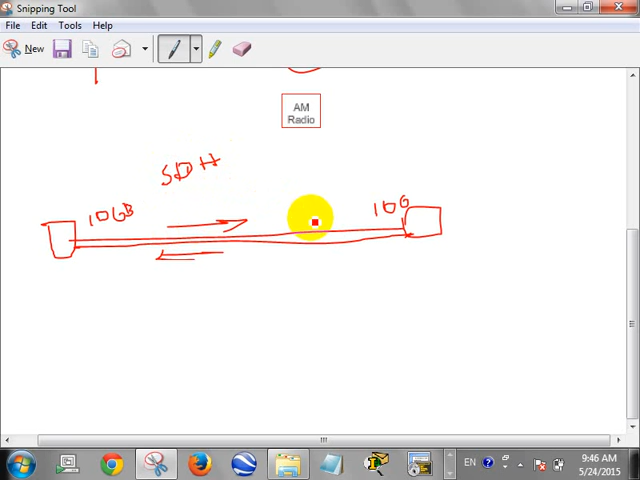 Snipping Tool
File Edit Tools Help
New
AM
Radio
SDH
10GB
10G
EN
9:46 AM
5/24/2015